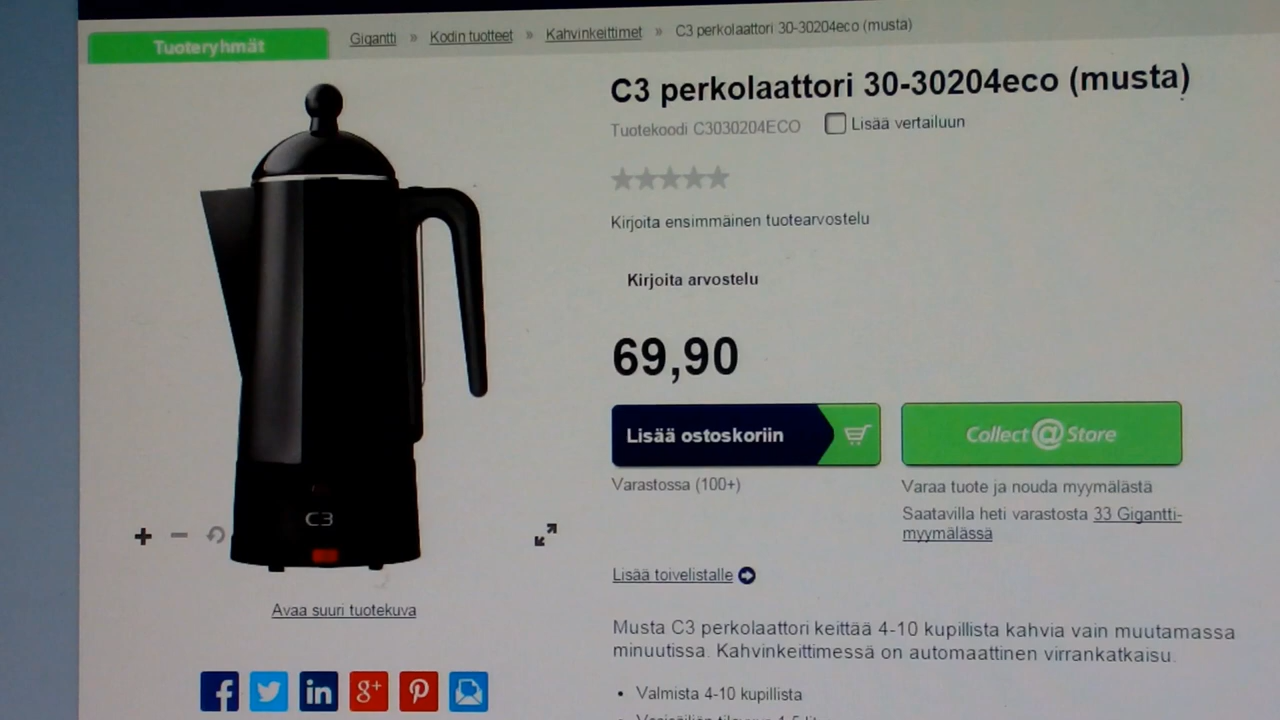 Tuoteryhmät
Gigantti » Kodin tuotteet » Kahvinkeittimet » C3 perkolaattori 30-30204eco (musta)
C3 perkolaattori 30-30204eco (musta)
Tuotekoodi C3030204ECO Lisää vertailuun
Kirjoita ensimmäinen tuotearvostelu
Kirjoita arvostelu
69,90
Lisää ostoskoriin
Collect@Store
Varastossa (100+)
Varaa tuote ja nouda myymälästä
Saatavilla heti varastosta 33 Gigantti-
myymälässä
C3
Lisää toivelistalle
Avaa suuri tuotekuva
Musta C3 perkolaattori keittää 4-10 kupillista kahvia vain muutamassa
minuutissa. Kahvinkeittimessä on automaattinen virrankatkaisu.
• Valmista 4-10 kupillista